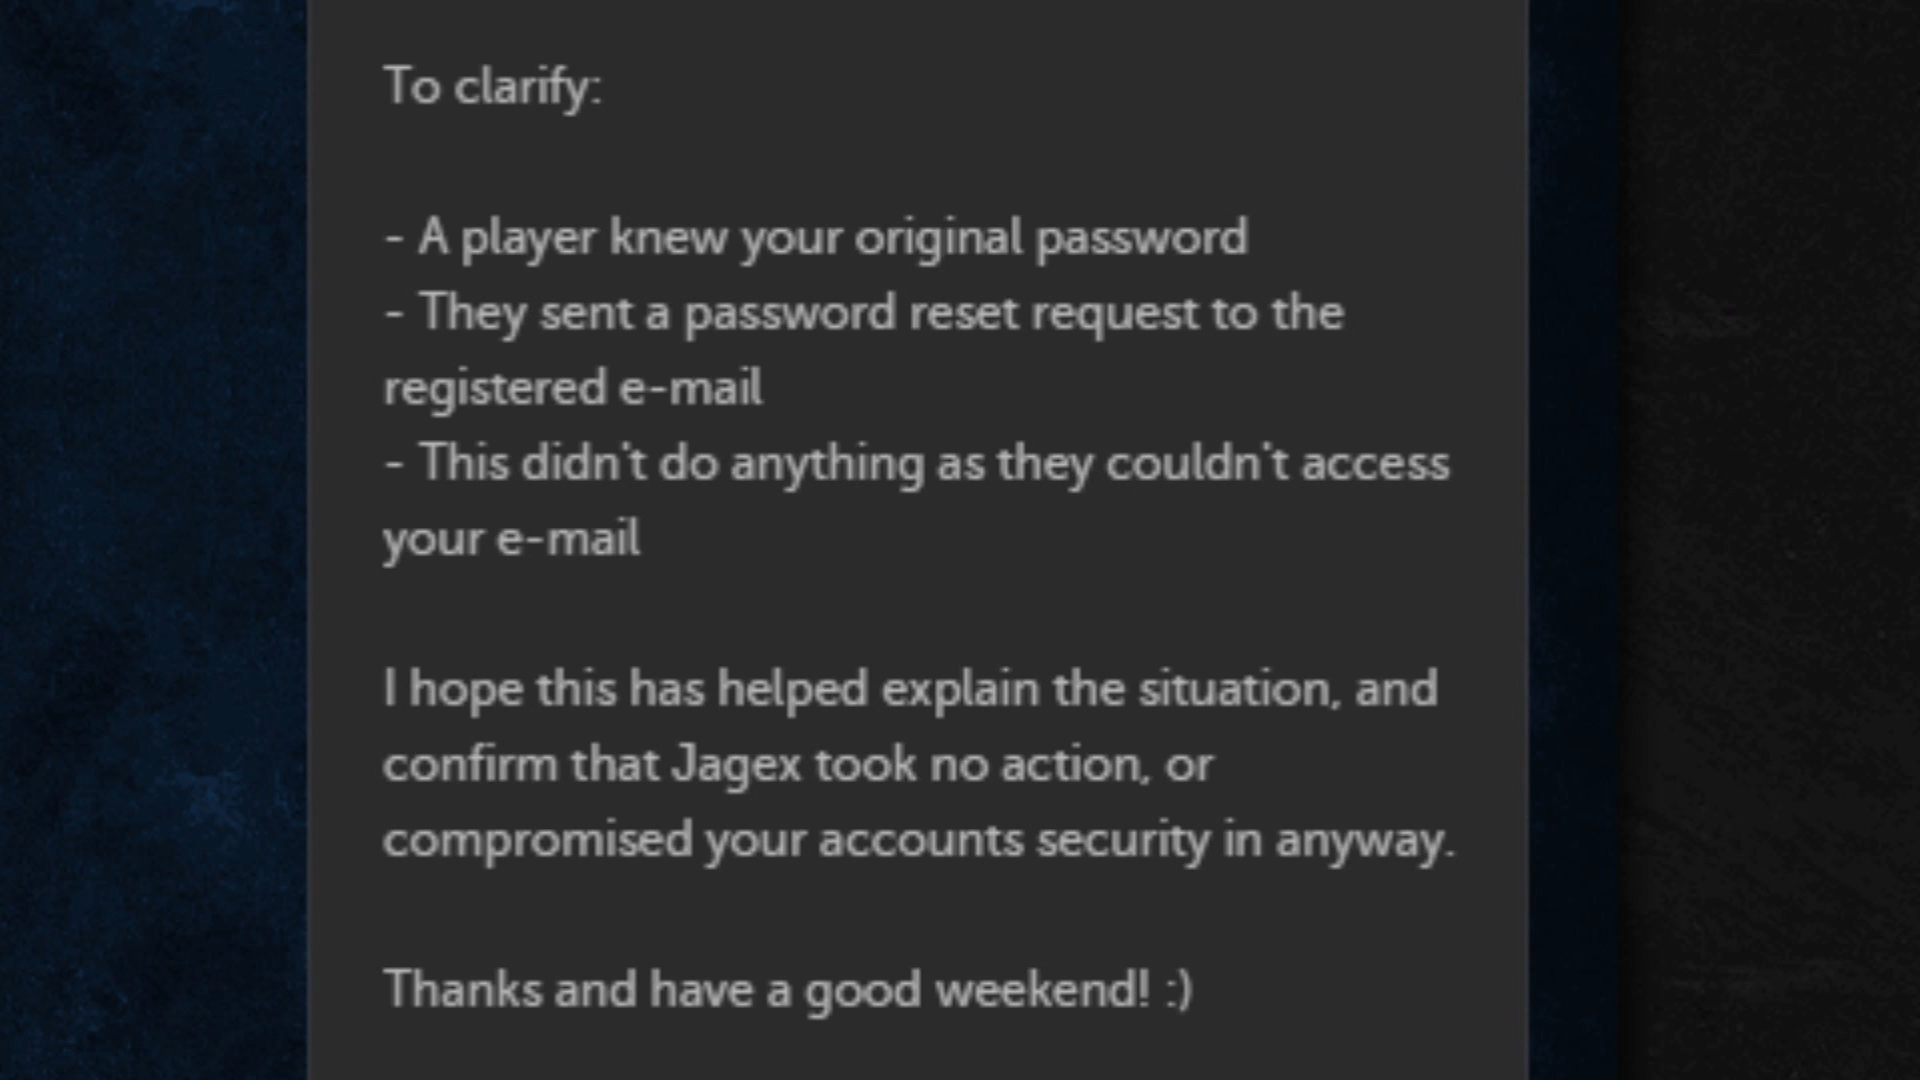 To clarify:
- A player knew your original password
- They sent a password reset request to the
registered e-mail
- This didn't do anything as they couldn't access
your e-mail
I hope this has helped explain the situation, and
confirm that Jagex took no action, or
compromised your accounts security in anyway.
Thanks and have a good weekend! :)